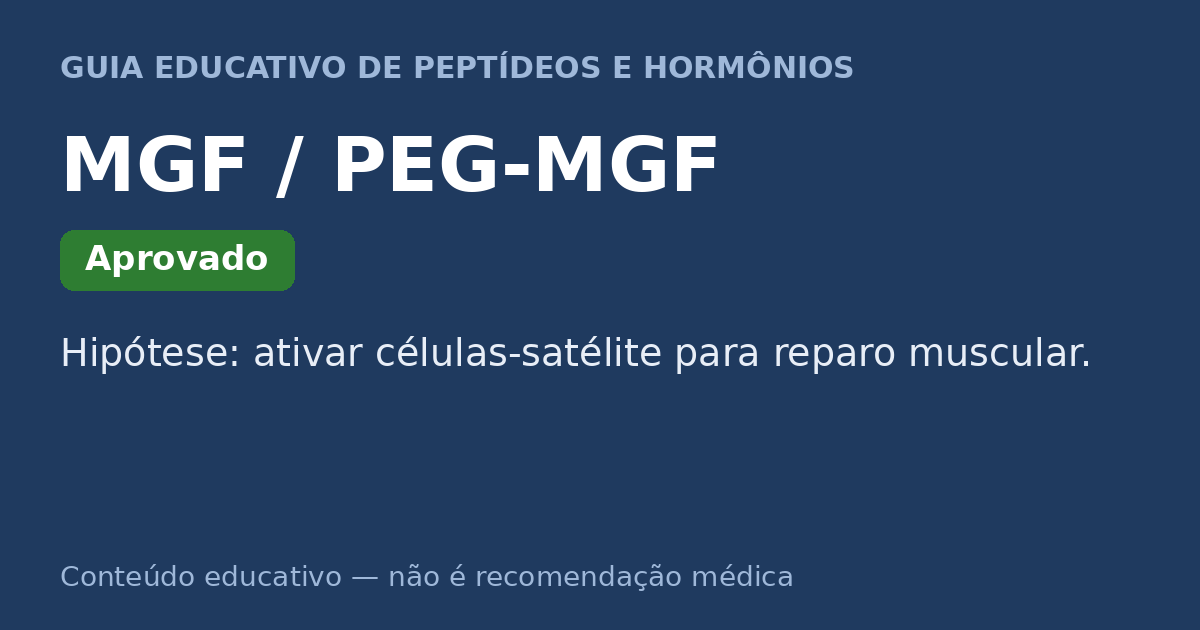 GUIA EDUCATIVO DE PEPTÍDEOS E HORMÔNIOS
MGF / PEG-MGF
Aprovado
Hipótese: ativar células-satélite para reparo muscular.
Conteúdo educativo — não é recomendação médica